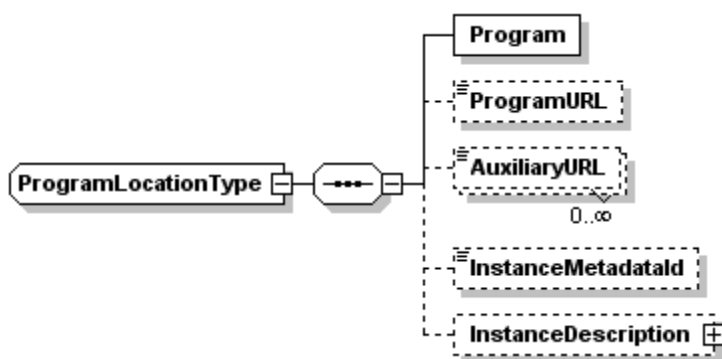 Program
ProgramURL
AuxiliaryURL
0..∞
ProgramLocationType
InstanceMetadataId
InstanceDescription